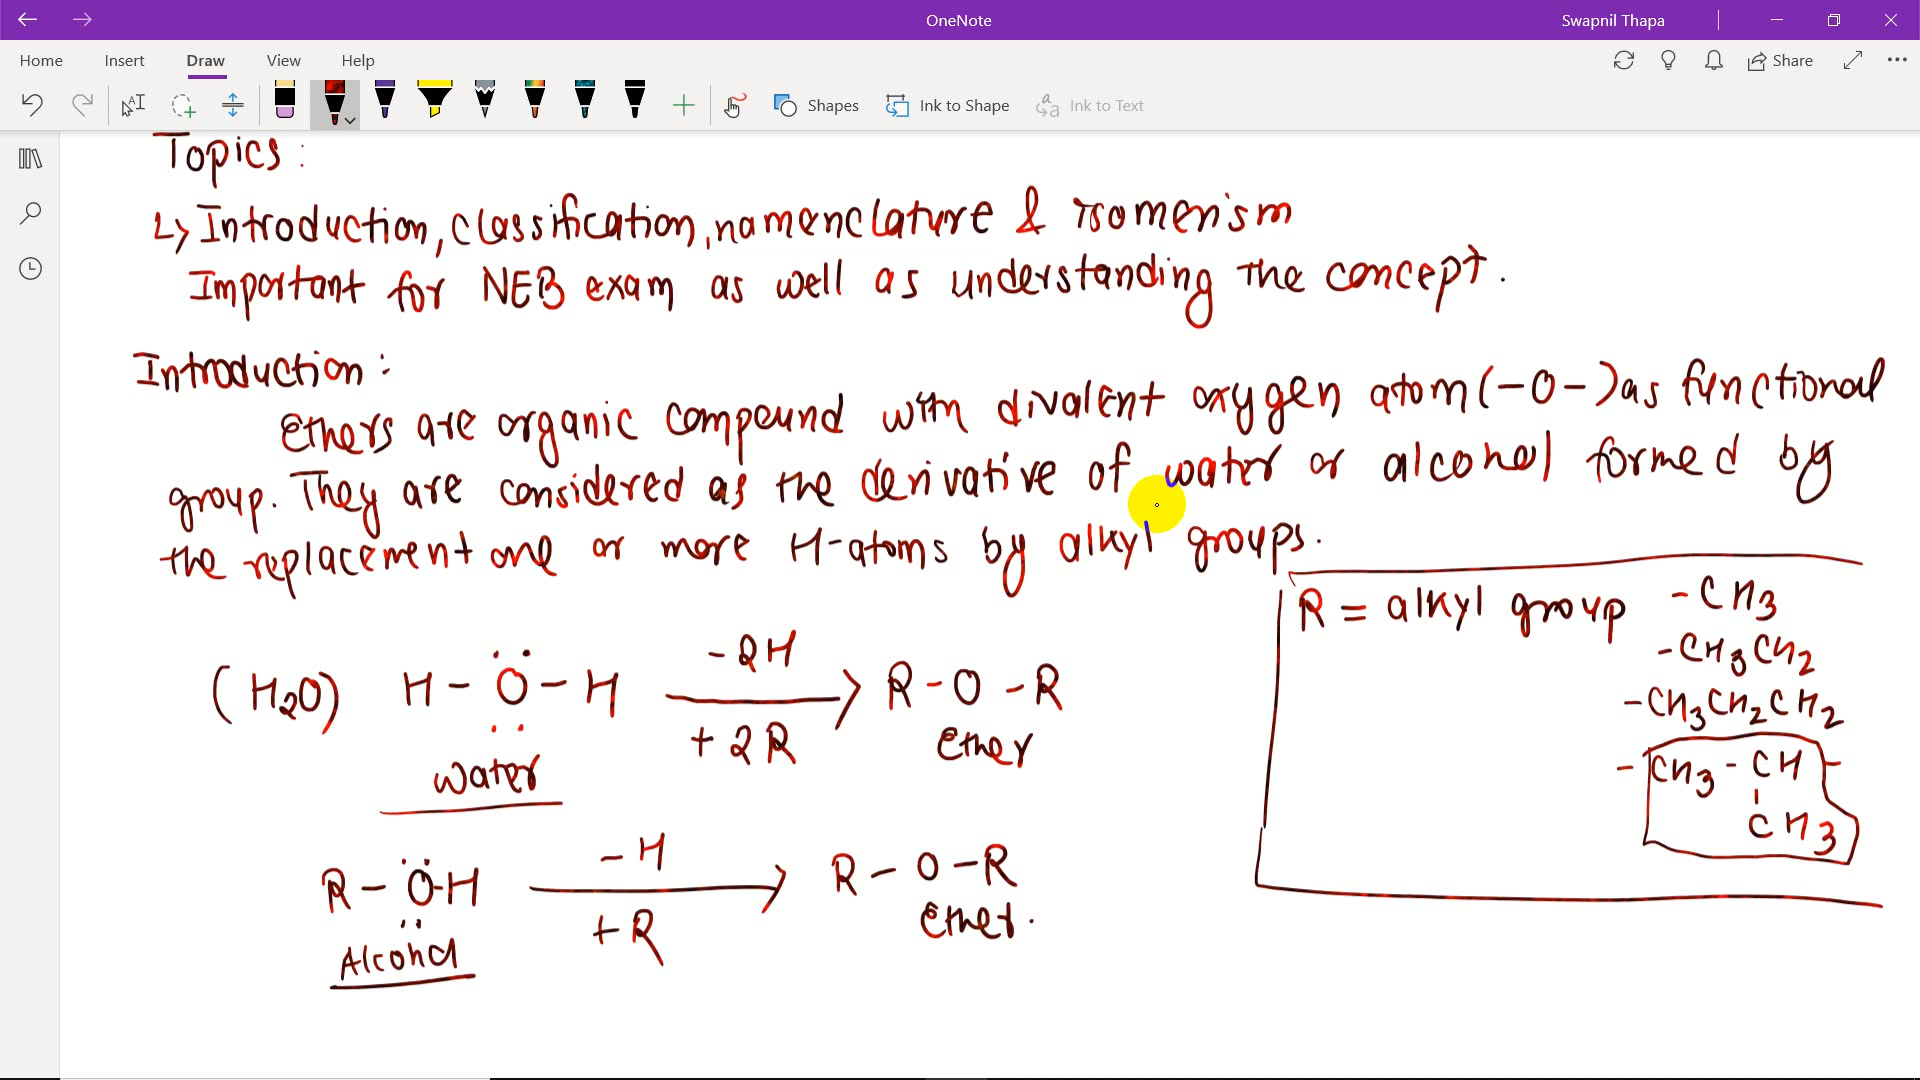 OneNote
Swapnil Thapa
Home Insert Draw View Help
Share
Shapes
Ink to Shape
Ink to Text
Topics :
↳ Introduction, classification, nomenclature & isomerism
Important for NEB exam as well as understanding the concept.
Introduction :
Ethers are organic compound with divalent oxygen atom (-O-) as functional
group. They are considered as the derivative of water or alcohol formed by
the replacement one or more H-atoms by alkyl groups.
R = alkyl group -CH3
-CH3CH2
-CH3CH2CH2
- CH3 - CH -
CH3
-2H
(H2O) H - O - H → R - O - R
+2R
Ether
Water
-H
R - O-H → R - O - R
+R
Ether.
Alcohol